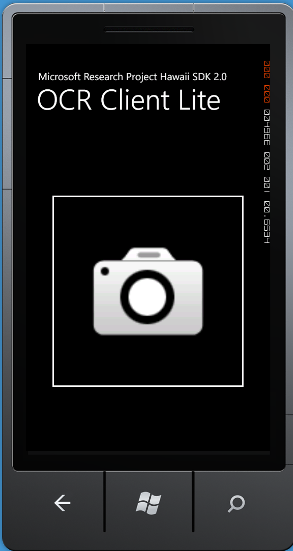 Microsoft Research Project Hawaii SDK 2.0
OCR Client Lite